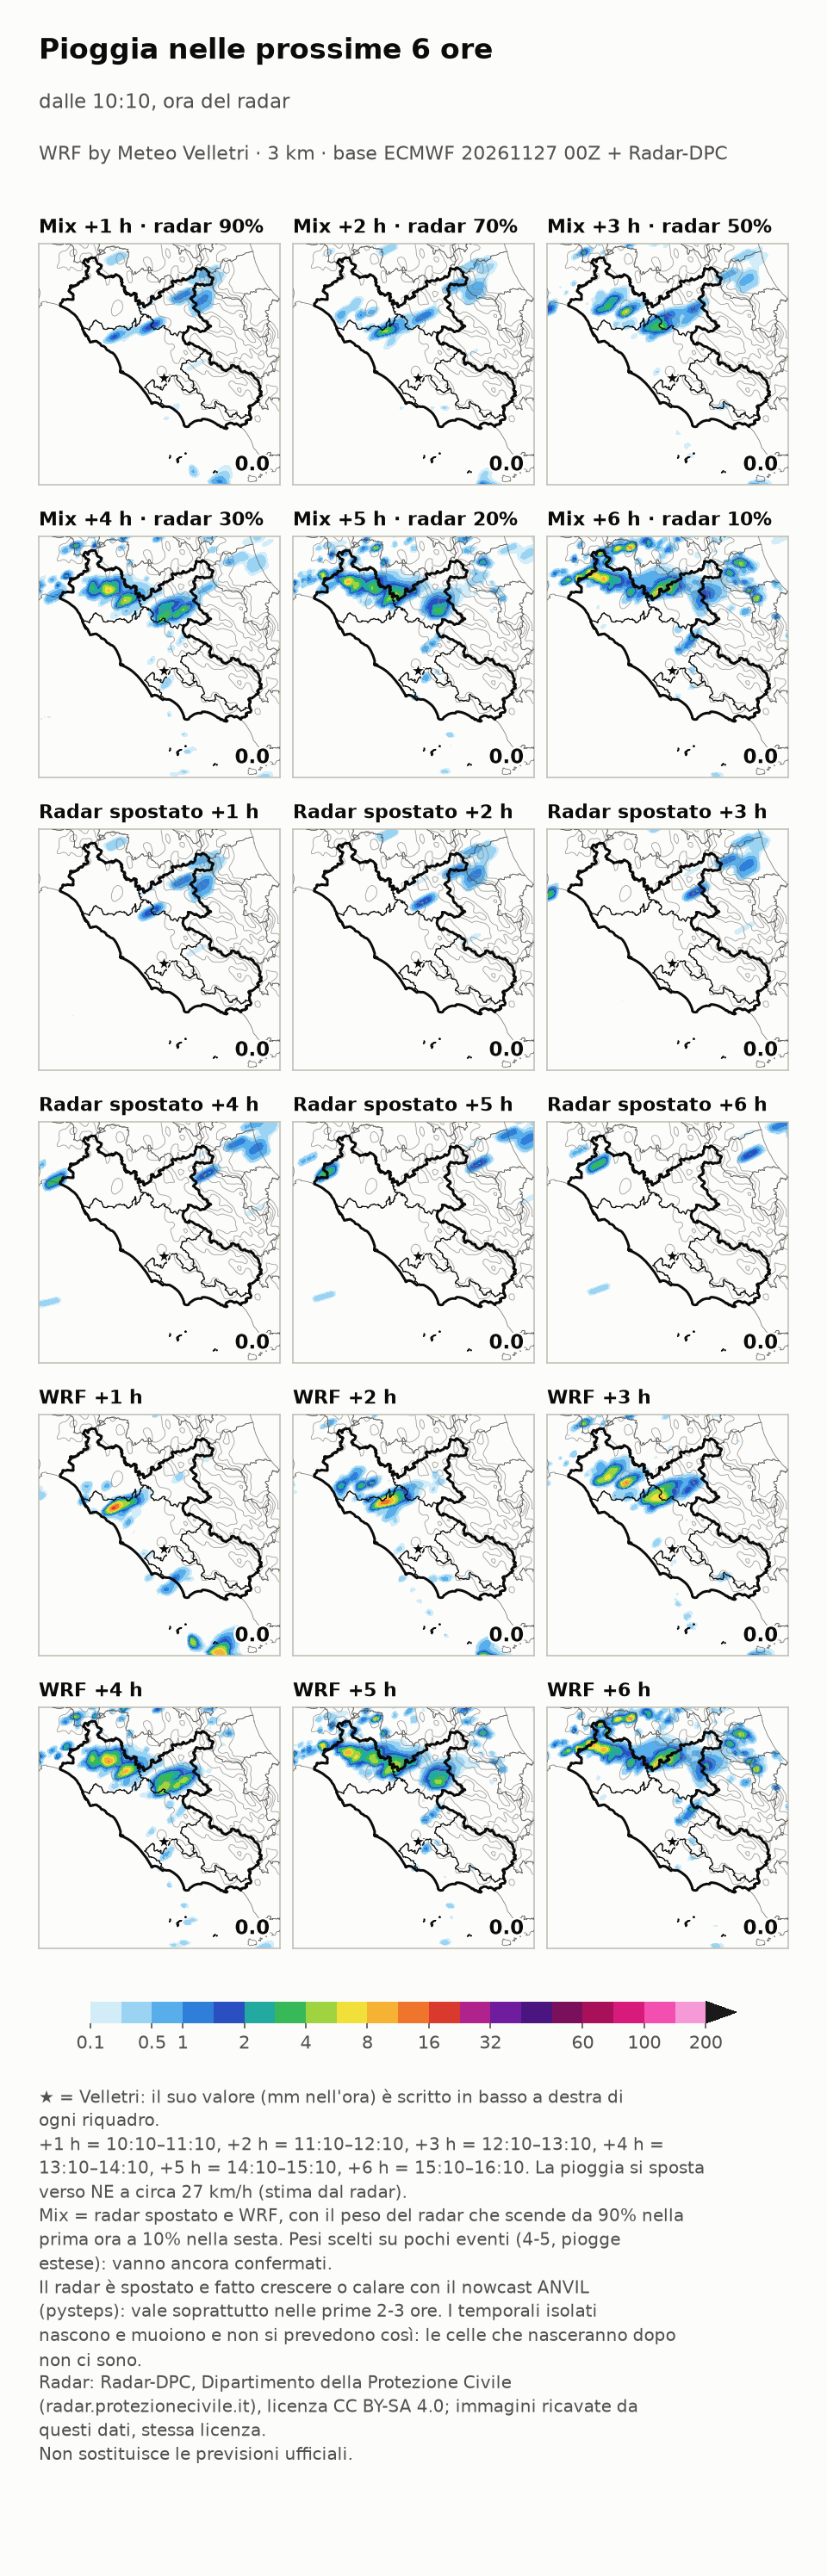 Pioggia nelle prossime 6 ore
dalle 10:10, ora del radar
WRF by Meteo Velletri · 3 km · base ECMWF 20261127 00Z + Radar-DPC
Mix +1 h · radar 90%
Mix +2 h · radar 70%
Mix +3 h · radar 50%
0.0
0.0
0.0
Mix +4 h · radar 30%
Mix +5 h · radar 20%
Mix +6 h · radar 10%
0.0
0.0
0.0
Radar spostato +1 h
Radar spostato +2 h
Radar spostato +3 h
0.0
0.0
0.0
Radar spostato +4 h
Radar spostato +5 h
Radar spostato +6 h
0.0
0.0
0.0
WRF +1 h
WRF +2 h
WRF +3 h
0.0
0.0
0.0
WRF +4 h
WRF +5 h
WRF +6 h
0.0
0.0
0.0
0.1 0.5 1 2 4 8 16 32 60 100 200
★ = Velletri: il suo valore (mm nell'ora) è scritto in basso a destra di
ogni riquadro.
+1 h = 10:10–11:10, +2 h = 11:10–12:10, +3 h = 12:10–13:10, +4 h =
13:10–14:10, +5 h = 14:10–15:10, +6 h = 15:10–16:10. La pioggia si sposta
verso NE a circa 27 km/h (stima dal radar).
Mix = radar spostato e WRF, con il peso del radar che scende da 90% nella
prima ora a 10% nella sesta. Pesi scelti su pochi eventi (4-5, piogge
estese): vanno ancora confermati.
Il radar è spostato e fatto crescere o calare con il nowcast ANVIL
(pysteps): vale soprattutto nelle prime 2-3 ore. I temporali isolati
nascono e muoiono e non si prevedono così: le celle che nasceranno dopo
non ci sono.
Radar: Radar-DPC, Dipartimento della Protezione Civile
(radar.protezionecivile.it), licenza CC BY-SA 4.0; immagini ricavate da
questi dati, stessa licenza.
Non sostituisce le previsioni ufficiali.